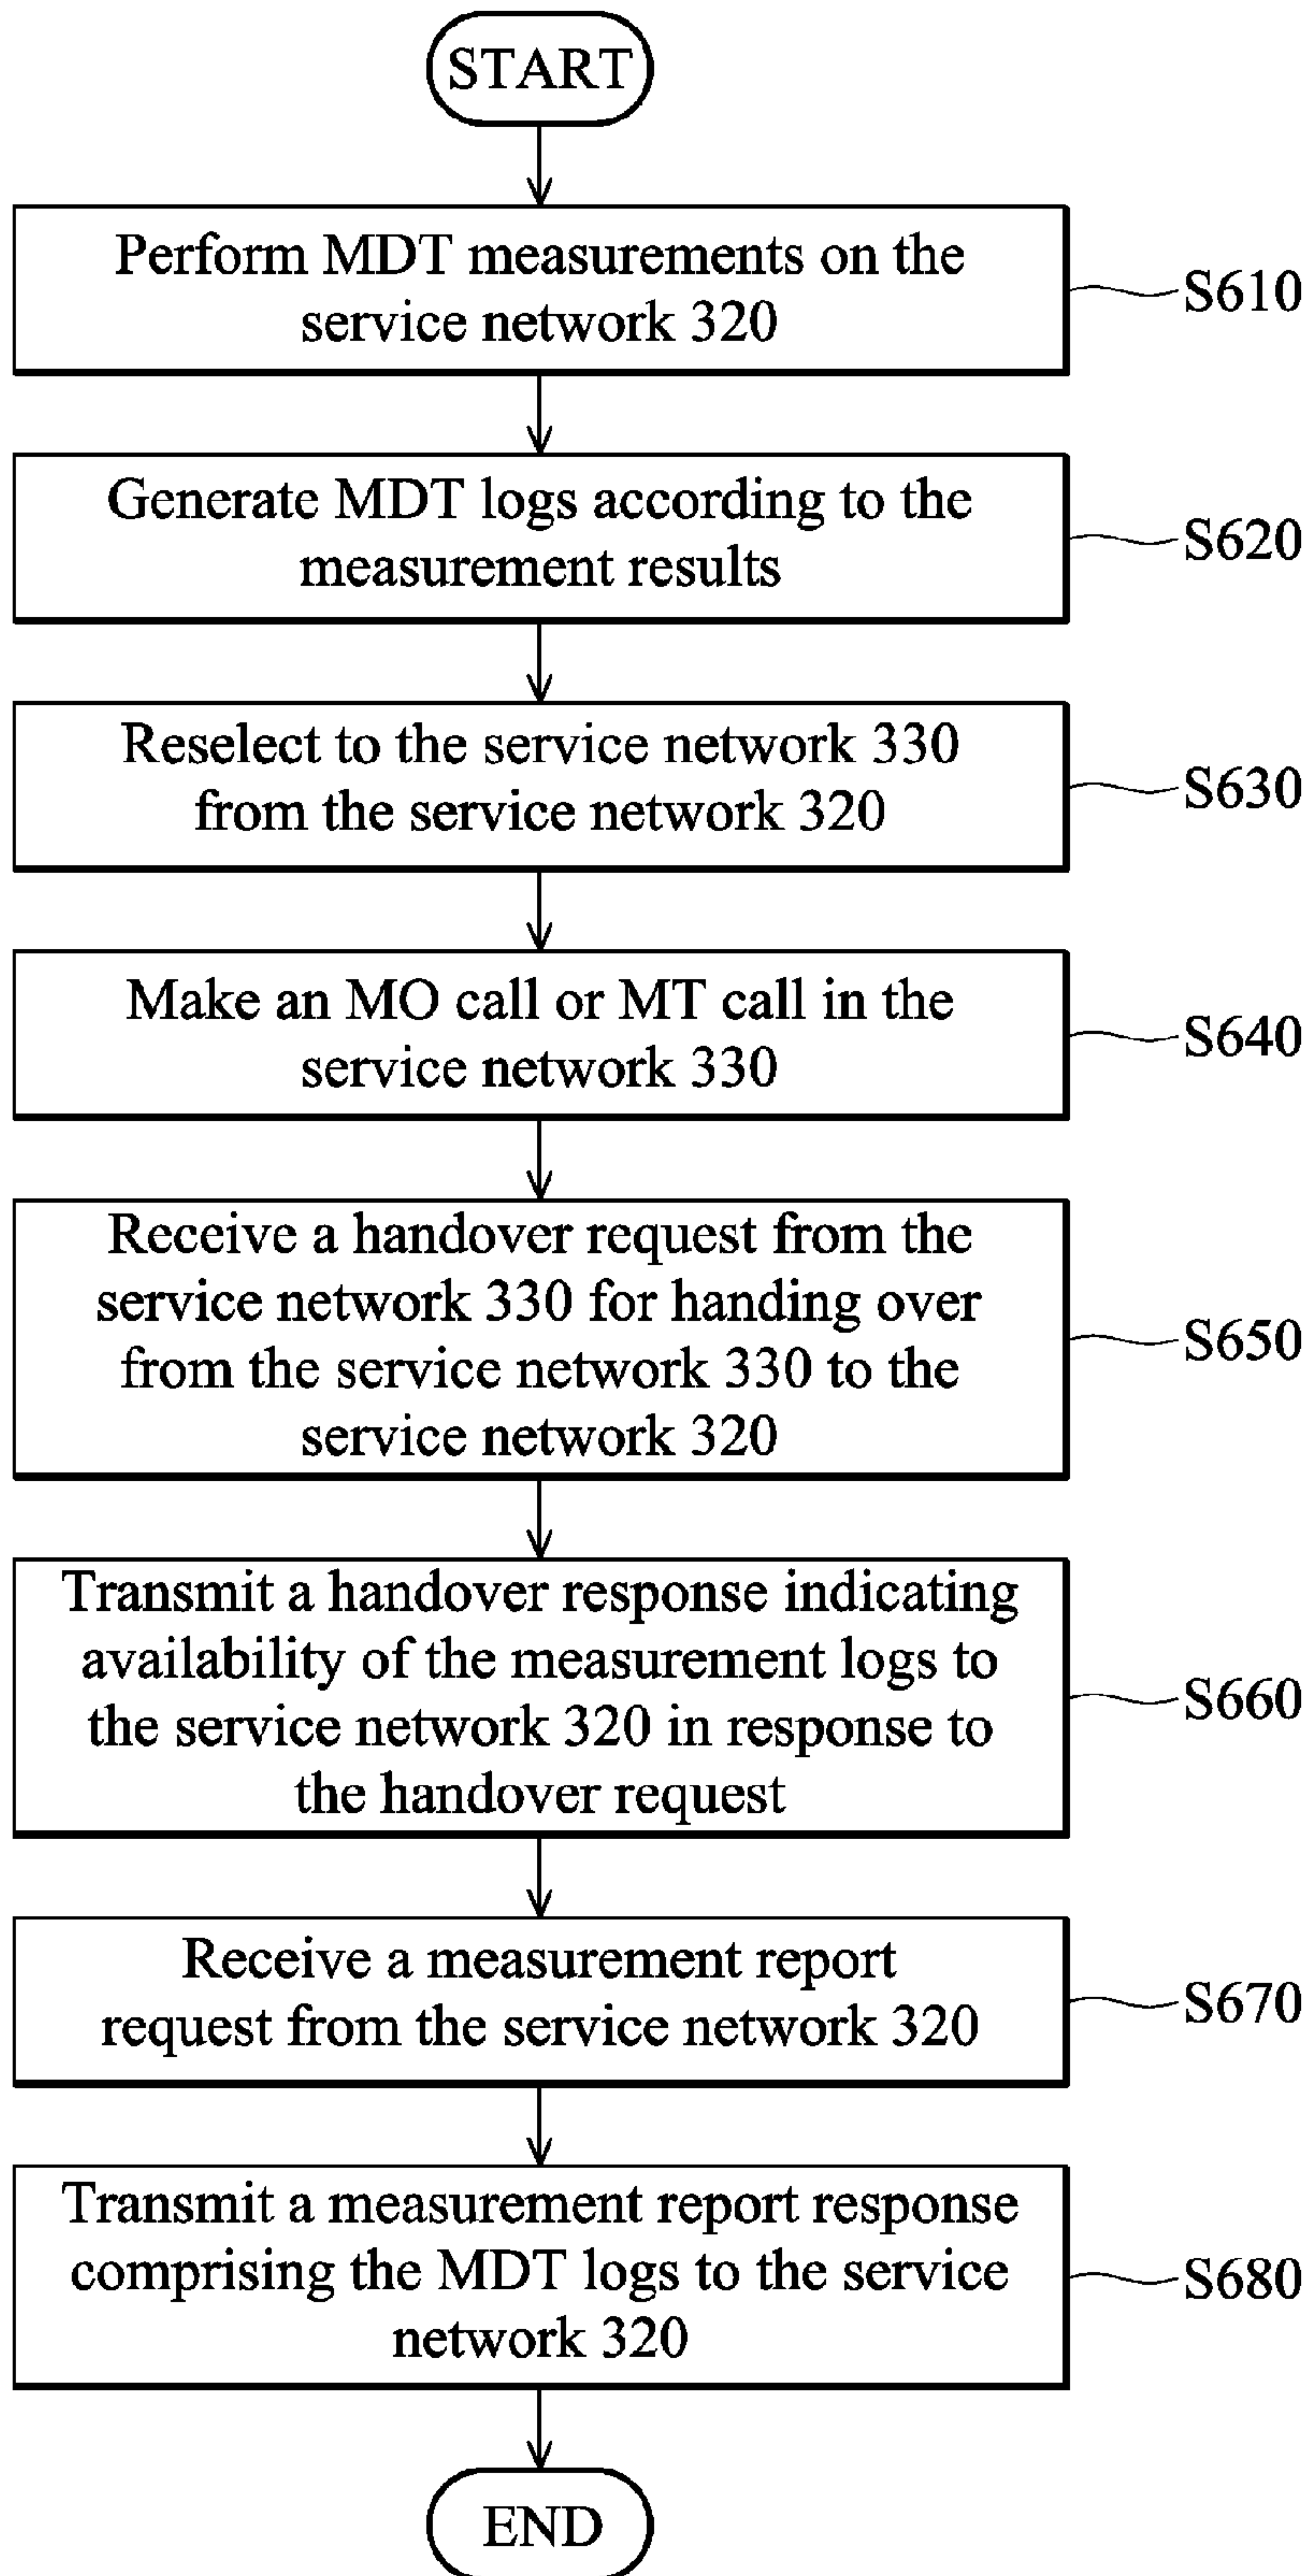 START
Perform MDT measurements on the
service network 320
S610
Generate MDT logs according to the
measurement results
S620
Reselect to the service network 330
from the service network 320
S630
Make an MO call or MT call in the
service network 330
S640
Receive a handover request from the
service network 330 for handing over
from the service network 330 to the
service network 320
S650
Transmit a handover response indicating
availability of the measurement logs to
the service network 320 in response to
the handover request
S660
Receive a measurement report
request from the service network 320
S670
Transmit a measurement report response
comprising the MDT logs to the service
network 320
S680
END